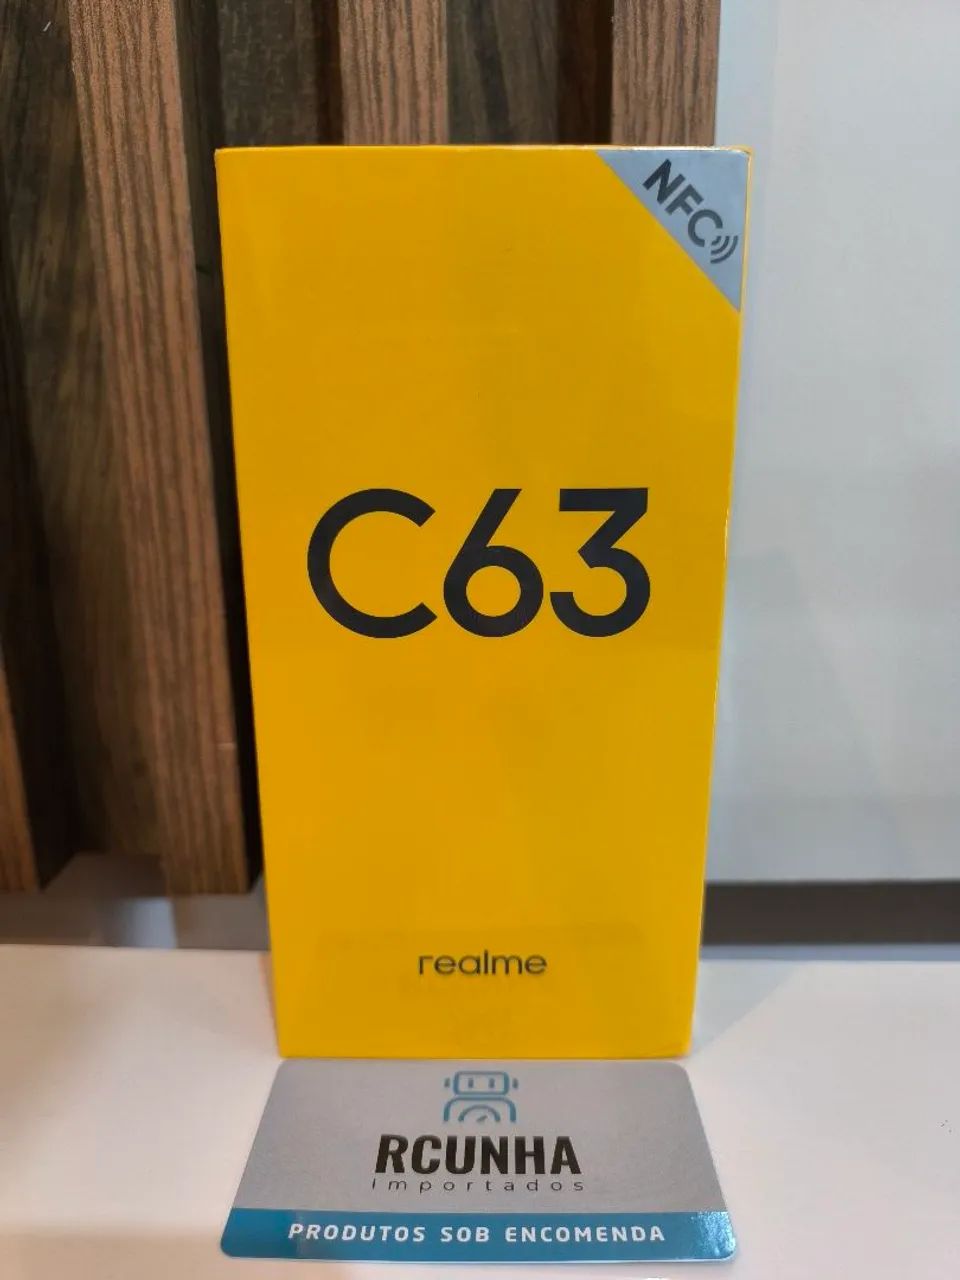 NFC
C63
realme
RCUNHA
importados
PRODUTOS SOB ENCOMENDA